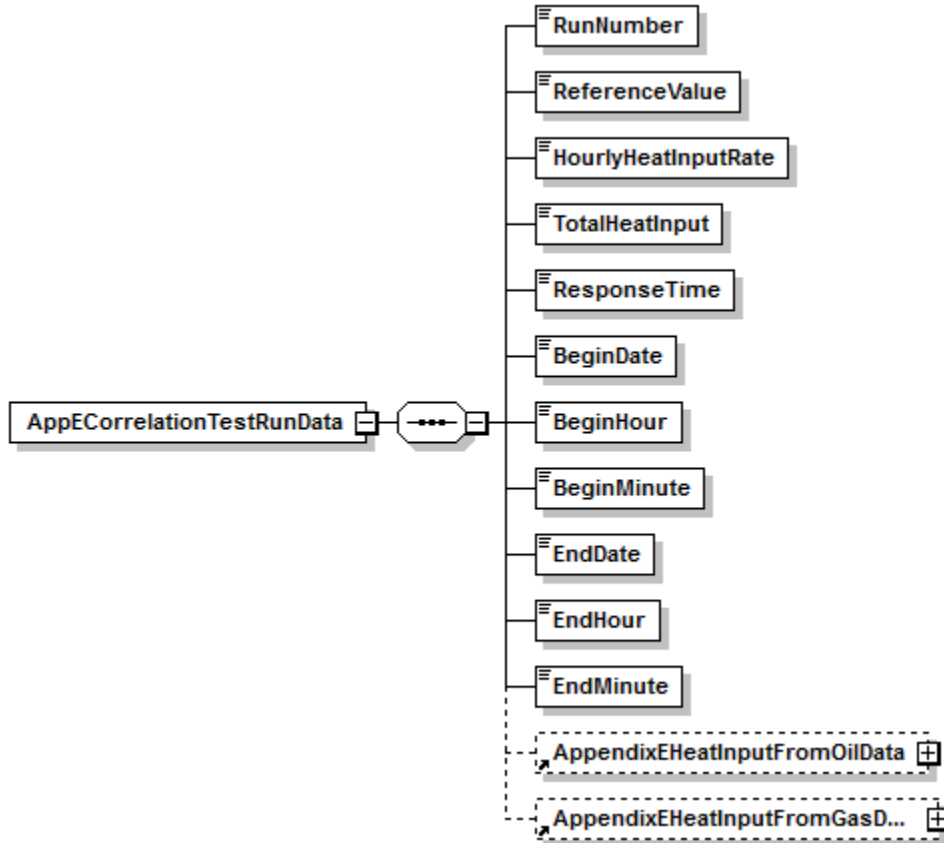 RunNumber
ReferenceValue
HourlyHeatInputRate
TotalHeatInput
ResponseTime
BeginDate
AppECorrelationTestRunData
BeginHour
BeginMinute
EndDate
EndHour
EndMinute
AppendixEHeatInputFromOilData
AppendixEHeatInputFromGasD...